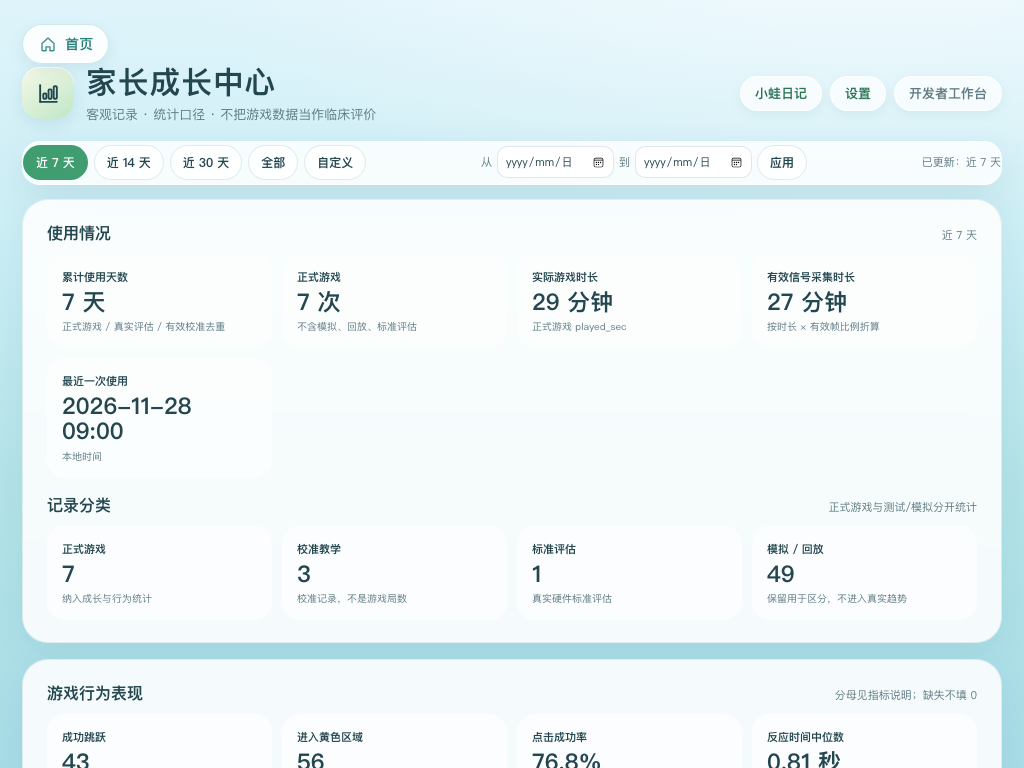 首页
家长成长中心
客观记录 · 统计口径 · 不把游戏数据当作临床评价
小蛙日记
设置
开发者工作台
近 7 天
近 14 天
近 30 天
全部
自定义
从
yyyy/mm/日
到
yyyy/mm/日
应用
已更新：近 7 天
使用情况
近 7 天
累计使用天数
7 天
正式游戏 / 真实评估 / 有效校准去重
正式游戏
7 次
不含模拟、回放、标准评估
实际游戏时长
29 分钟
正式游戏 played_sec
有效信号采集时长
27 分钟
按时长 × 有效帧比例折算
最近一次使用
2026-11-28
09:00
本地时间
记录分类
正式游戏与测试/模拟分开统计
正式游戏
7
纳入成长与行为统计
校准教学
3
校准记录，不是游戏局数
标准评估
1
真实硬件标准评估
模拟 / 回放
49
保留用于区分，不进入真实趋势
游戏行为表现
分母见指标说明；缺失不填 0
成功跳跃
43
进入黄色区域
56
点击成功率
76.8%
反应时间中位数
0.81 秒